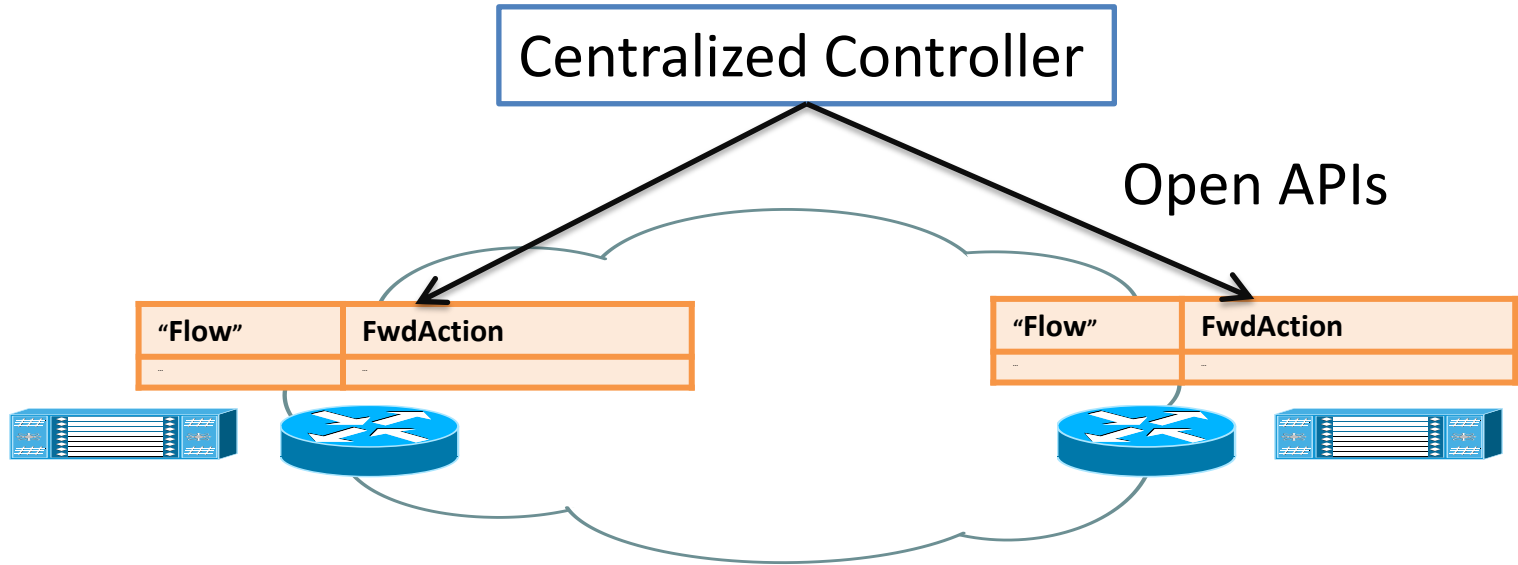 Centralized Controller
Open APIs
“Flow” FwdAction
... ...
“Flow” FwdAction
... ...